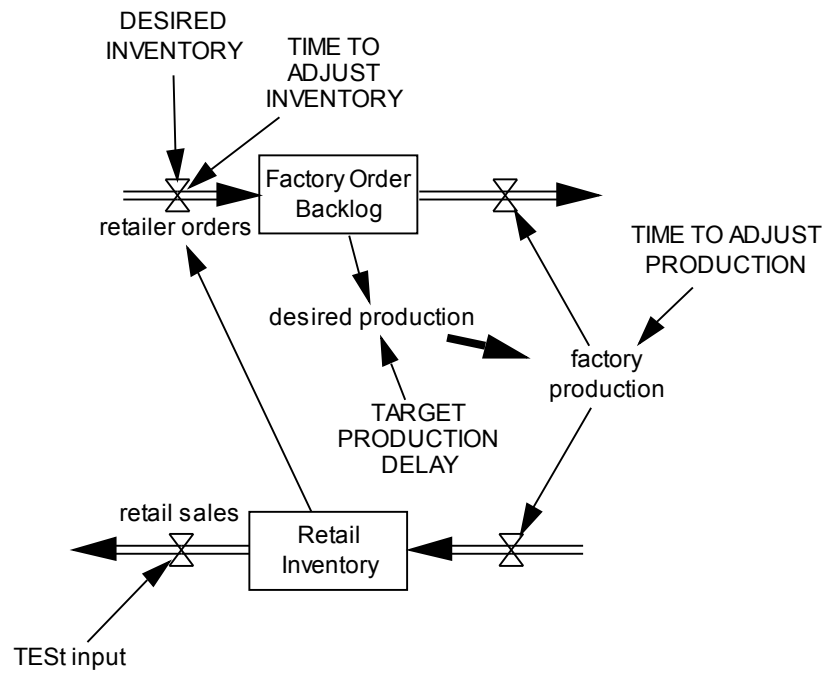 DESIRED
INVENTORY
TIME TO
ADJUST
INVENTORY
Factory Order
Backlog
retailer orders
TIME TO ADJUST
PRODUCTION
desired production
factory
production
TARGET
PRODUCTION
DELAY
retail sales
Retail
Inventory
TESt input